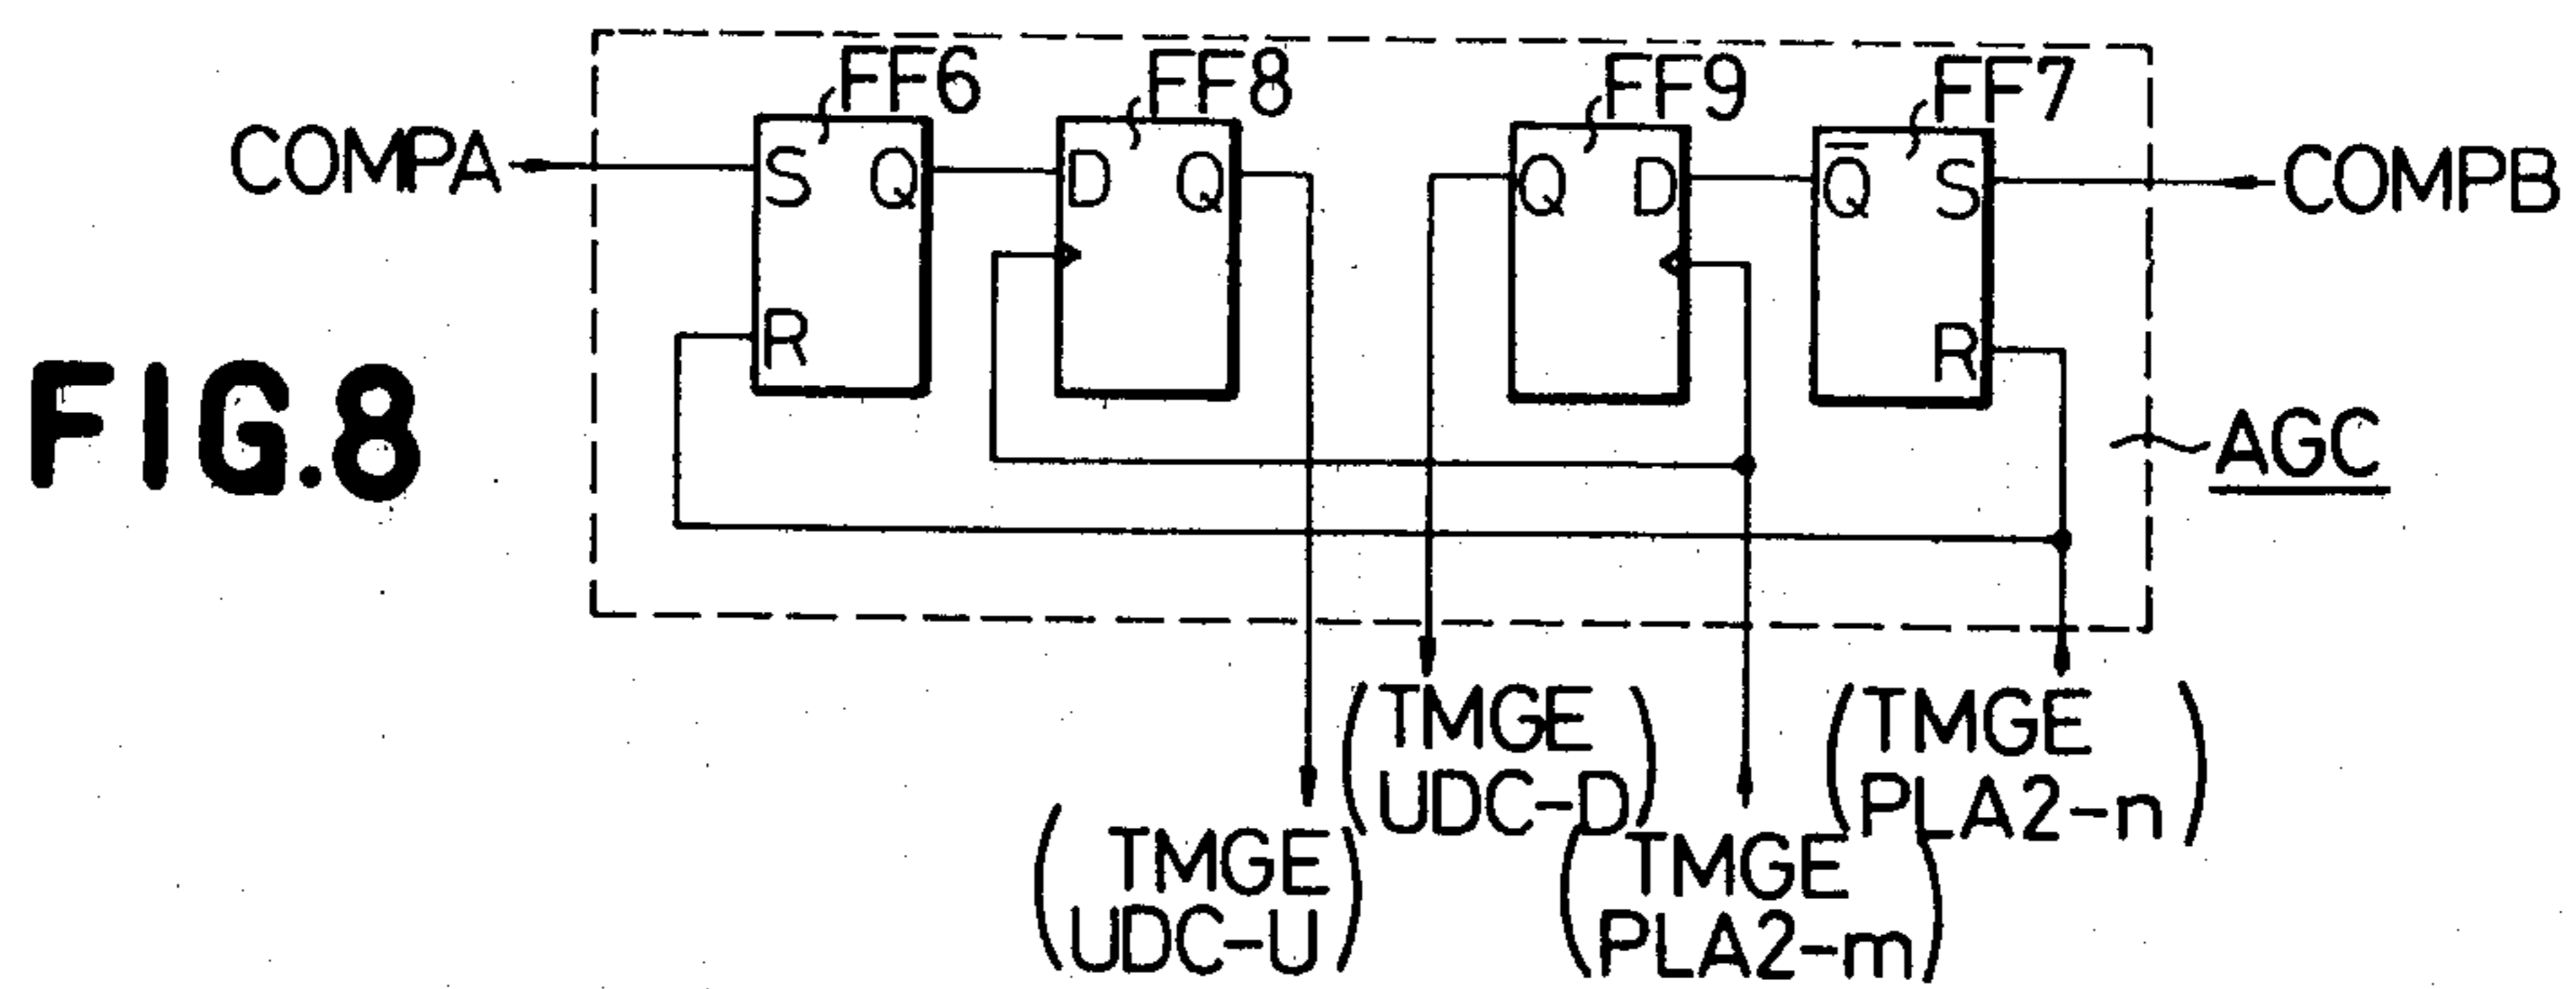 FF6
FF8
FF9
FF7
COMPA
S Q
D Q
Q D
Q̅ S
COMPB
R
R
FIG.8
AGC
(TMGE
UDC-D)
(TMGE
PLA2-n)
(TMGE
UDC-U)
(TMGE
PLA2-m)